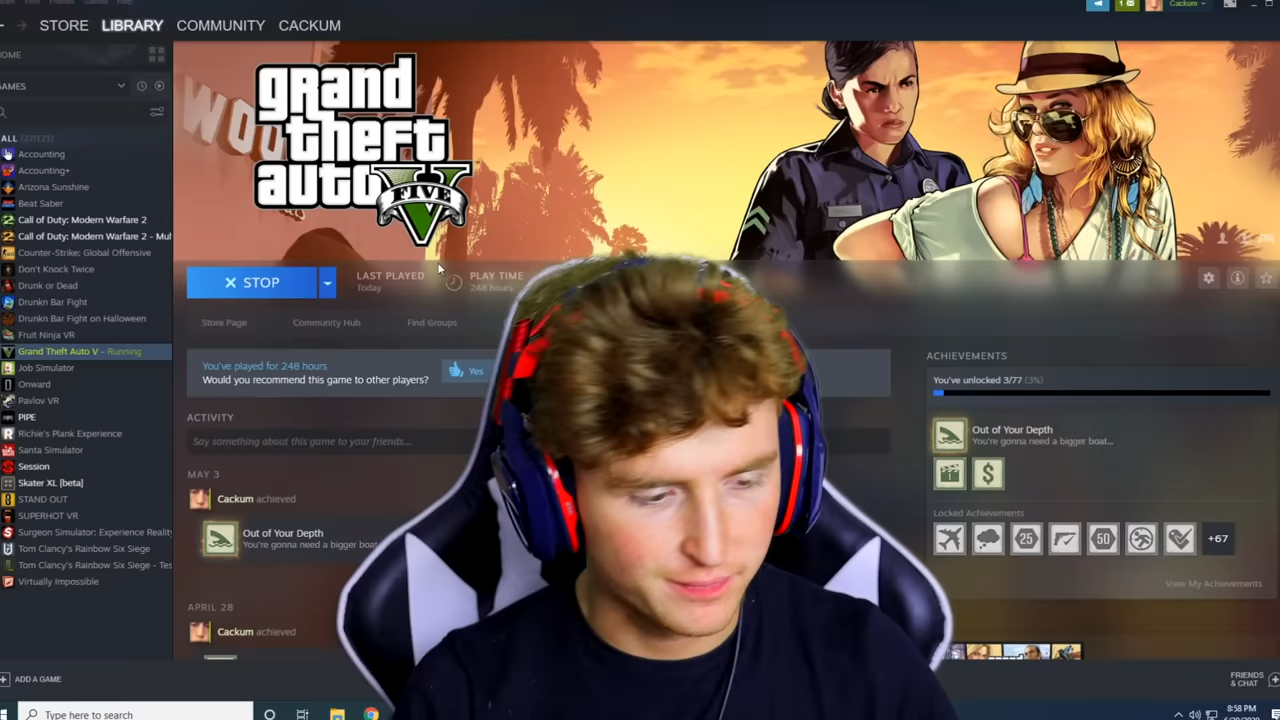 STORE LIBRARY COMMUNITY CACKUM
1
Cackum
GAMES
ALL (27/121)
Accounting
Accounting+
Arizona Sunshine
Beat Saber
Call of Duty: Modern Warfare 2
Call of Duty: Modern Warfare 2 - Mul
Counter-Strike: Global Offensive
Don't Knock Twice
Drunk or Dead
Drunkn Bar Fight
Drunkn Bar Fight on Halloween
Fruit Ninja VR
Grand Theft Auto V - Running
Job Simulator
Onward
Pavlov VR
PIPE
Richie's Plank Experience
Santa Simulator
Session
Skater XL [beta]
STAND OUT
SUPERHOT VR
Surgeon Simulator: Experience Reality
Tom Clancy's Rainbow Six Siege
Tom Clancy's Rainbow Six Siege - Tes
Virtually Impossible
ADD A GAME
grand
theft
auto V
FIVE
STOP
LAST PLAYED
Today
PLAY TIME
248 hours
Store Page Community Hub Find Groups
You've played for 248 hours
Would you recommend this game to other players?
Yes
ACTIVITY
Say something about this game to your friends...
MAY 3
Cackum achieved
Out of Your Depth
You're gonna need a bigger boat
APRIL 28
Cackum achieved
ACHIEVEMENTS
You've unlocked 3/77 (3%)
Out of Your Depth
You're gonna need a bigger boat...
Locked Achievements
25
50
+67
View My Achievements
FRIENDS
& CHAT
Type here to search
8:58 PM